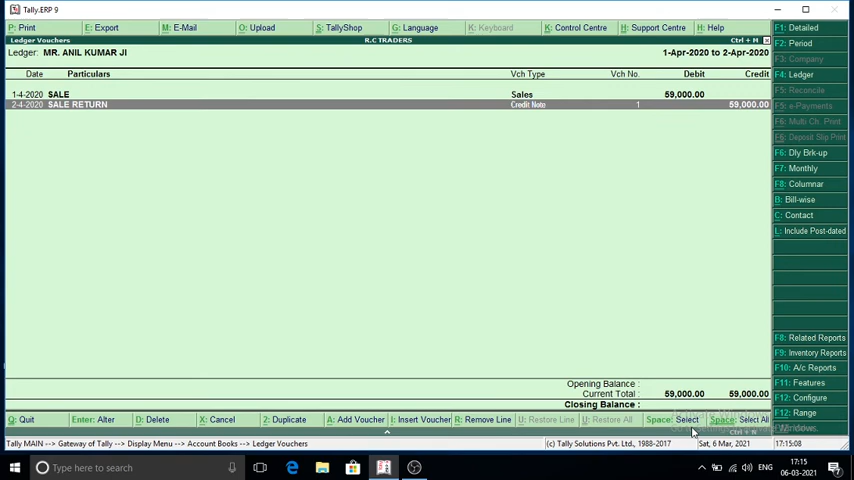 Tally.ERP 9
P: Print E: Export M: E-Mail O: Upload S: TallyShop G: Language K: Keyboard K: Control Centre H: Support Centre H: Help
F1: Detailed
Ledger Vouchers R.C TRADERS Ctrl + M
F2: Period
Ledger: MR. ANIL KUMAR JI 1-Apr-2020 to 2-Apr-2020
F3: Company
Date Particulars Vch Type Vch No. Debit Credit
F4: Ledger
F5: Reconcile
1-4-2020 SALE Sales 59,000.00
2-4-2020 SALE RETURN Credit Note 1 59,000.00
F5: e-Payments
F6: Multi Ch. Print
F6: Deposit Slip Print
F6: Dly Brk-up
F7: Monthly
F8: Columnar
B: Bill-wise
C: Contact
L: Include Post-dated
F8: Related Reports
F9: Inventory Reports
F10: A/c Reports
Opening Balance :
F11: Features
Current Total : 59,000.00 59,000.00
F12: Configure
Closing Balance :
F12: Range
Q: Quit Enter: Alter D: Delete X: Cancel 2: Duplicate A: Add Voucher I: Insert Voucher R: Remove Line U: Restore Line U: Restore All Space: Select Space: Select All
Ctrl + N
Tally MAIN --> Gateway of Tally --> Display Menu --> Account Books --> Ledger Vouchers (c) Tally Solutions Pvt. Ltd., 1988-2017 Sat, 6 Mar, 2021 17:15:08
Type here to search ENG 17:15
06-03-2021